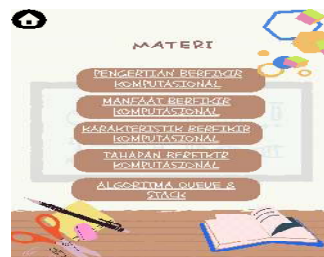 MATERI
PENGERTIAN BERFIKIR
KOMPUTASIONAL
MANFAAT BERFIKIR
KOMPUTASIONAL
KARAKTERISTIK BERFIKIR
KOMPUTASIONAL
TAHAPAN BERFIKIR
KOMPUTASIONAL
ALGORITMA QUEUE &
STACK